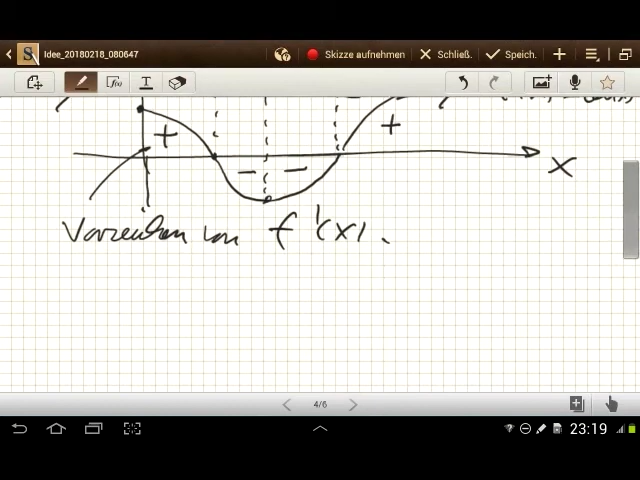 Idee_20180218_080647
Skizze aufnehmen
Schließ.
Speich.
f(x)
T
+
+
x
- -
Vorzeichen von f'(x).
4/6
23:19